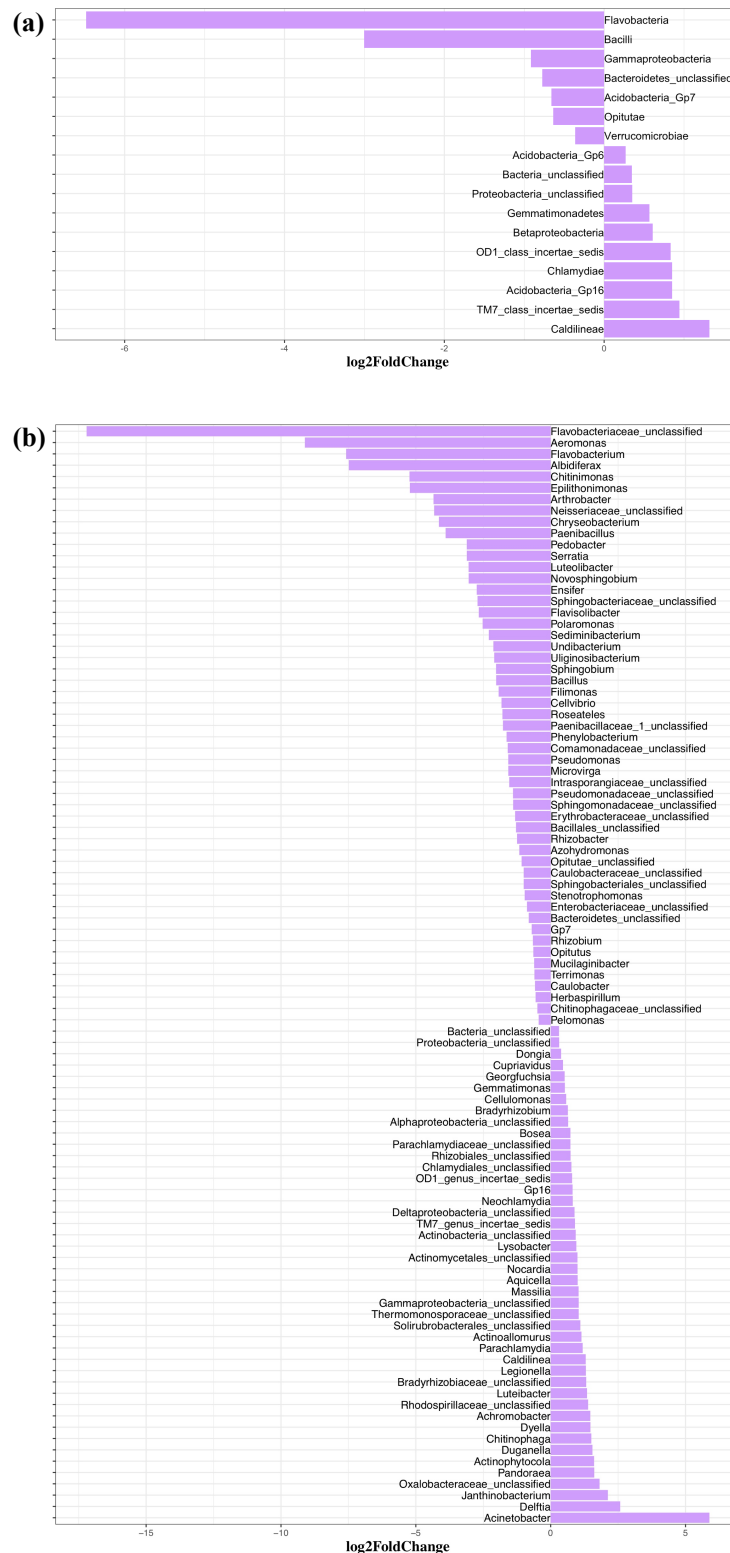 (a)
Flavobacteria
Bacilli
Gammaproteobacteria
Bacteroidetes_unclassified
Acidobacteria_Gp7
Opitutae
Verrucomicrobiae
Acidobacteria_Gp6
Bacteria_unclassified
Proteobacteria_unclassified
Gemmatimonadetes
Betaproteobacteria
OD1_class_incertae_sedis
Chlamydiae
Acidobacteria_Gp16
TM7_class_incertae_sedis
Caldilineae
-6 -4 -2 0
log2FoldChange
(b)
Flavobacteriaceae_unclassified
Aeromonas
Flavobacterium
Albidiferax
Chitinimonas
Epilithonimonas
Arthrobacter
Neisseriaceae_unclassified
Chryseobacterium
Paenibacillus
Pedobacter
Serratia
Luteolibacter
Novosphingobium
Ensifer
Sphingobacteriaceae_unclassified
Flavisolibacter
Polaromonas
Sediminibacterium
Undibacterium
Uliginosibacterium
Sphingobium
Bacillus
Filimonas
Cellvibrio
Roseateles
Paenibacillaceae_1_unclassified
Phenylobacterium
Comamonadaceae_unclassified
Pseudomonas
Microvirga
Intrasporangiaceae_unclassified
Pseudomonadaceae_unclassified
Sphingomonadaceae_unclassified
Erythrobacteraceae_unclassified
Bacillales_unclassified
Rhizobacter
Azohydromonas
Opitutae_unclassified
Caulobacteraceae_unclassified
Sphingobacteriales_unclassified
Stenotrophomonas
Enterobacteriaceae_unclassified
Bacteroidetes_unclassified
Gp7
Rhizobium
Opitutus
Mucilaginibacter
Terrimonas
Caulobacter
Herbaspirillum
Chitinophagaceae_unclassified
Pelomonas
Bacteria_unclassified
Proteobacteria_unclassified
Dongia
Cupriavidus
Georgfuchsia
Gemmatimonas
Cellulomonas
Bradyrhizobium
Alphaproteobacteria_unclassified
Bosea
Parachlamydiaceae_unclassified
Rhizobiales_unclassified
Chlamydiales_unclassified
OD1_genus_incertae_sedis
Gp16
Neochlamydia
Deltaproteobacteria_unclassified
TM7_genus_incertae_sedis
Actinobacteria_unclassified
Lysobacter
Actinomycetales_unclassified
Nocardia
Aquicella
Massilia
Gammaproteobacteria_unclassified
Thermomonosporaceae_unclassified
Solirubrobacterales_unclassified
Actinoallomurus
Parachlamydia
Caldilinea
Legionella
Bradyrhizobiaceae_unclassified
Luteibacter
Rhodospirillaceae_unclassified
Achromobacter
Dyella
Chitinophaga
Duganella
Actinophytocola
Pandoraea
Oxalobacteraceae_unclassified
Janthinobacterium
Delftia
Acinetobacter
−15 −10 −5 0 5
log2FoldChange